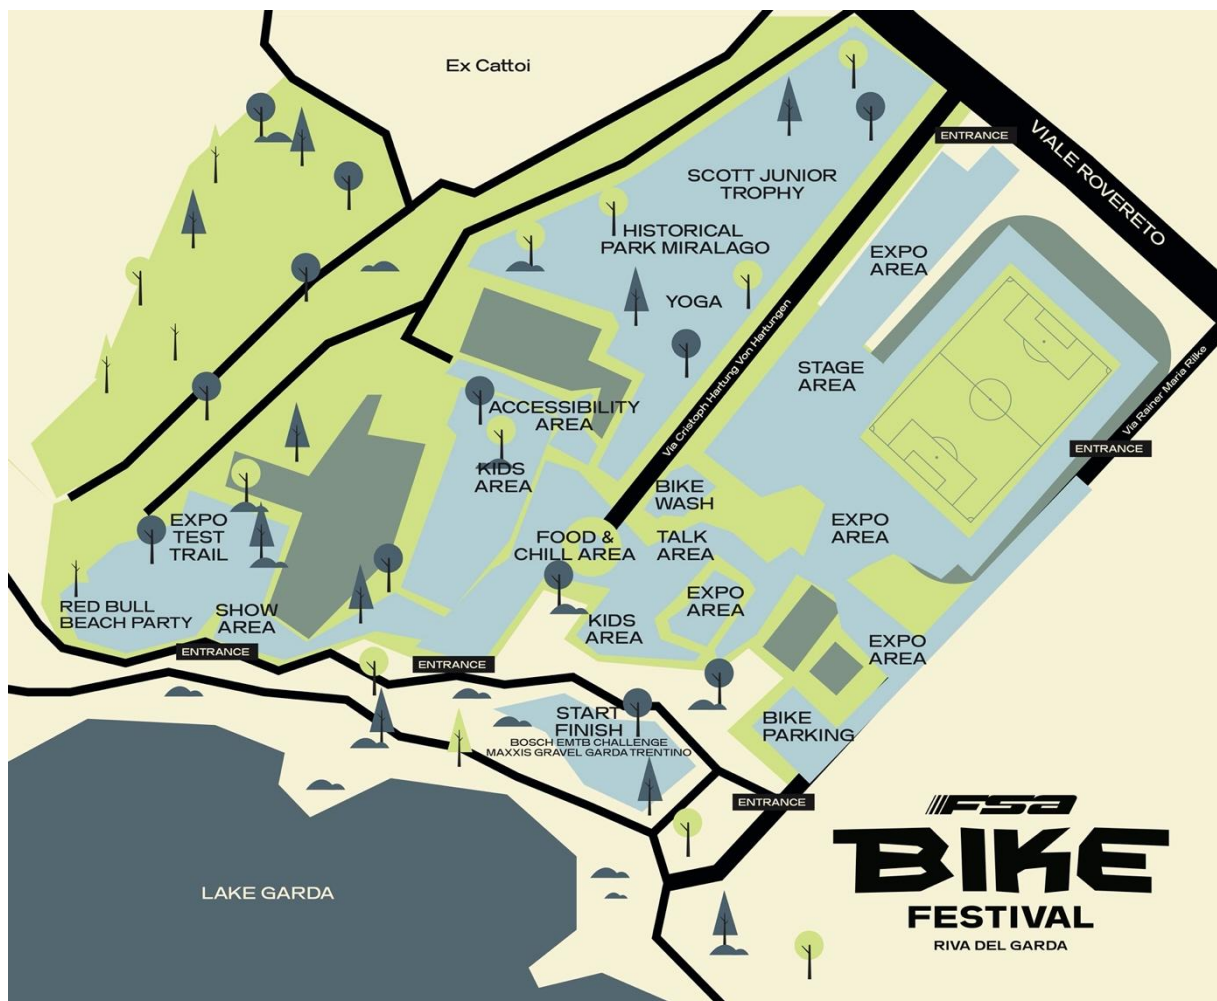 Ex Cattoi
ENTRANCE
VIALE ROVERETO
SCOTT JUNIOR
TROPHY
HISTORICAL
PARK MIRALAGO
EXPO
AREA
YOGA
Via Cristoph Hartung Von Hartungen
STAGE
AREA
Via Rainer Maria Rilke
ACCESSIBILITY
AREA
ENTRANCE
KIDS
AREA
BIKE
WASH
EXPO
TEST
TRAIL
FOOD &
CHILL AREA
TALK
AREA
EXPO
AREA
RED BULL
BEACH PARTY
SHOW
AREA
KIDS
AREA
EXPO
AREA
EXPO
AREA
ENTRANCE
ENTRANCE
START
FINISH
BOSCH EMTB CHALLENGE
MAXXIS GRAVEL GARDA TRENTINO
BIKE
PARKING
ENTRANCE
LAKE GARDA
FSA
BIKE
FESTIVAL
RIVA DEL GARDA